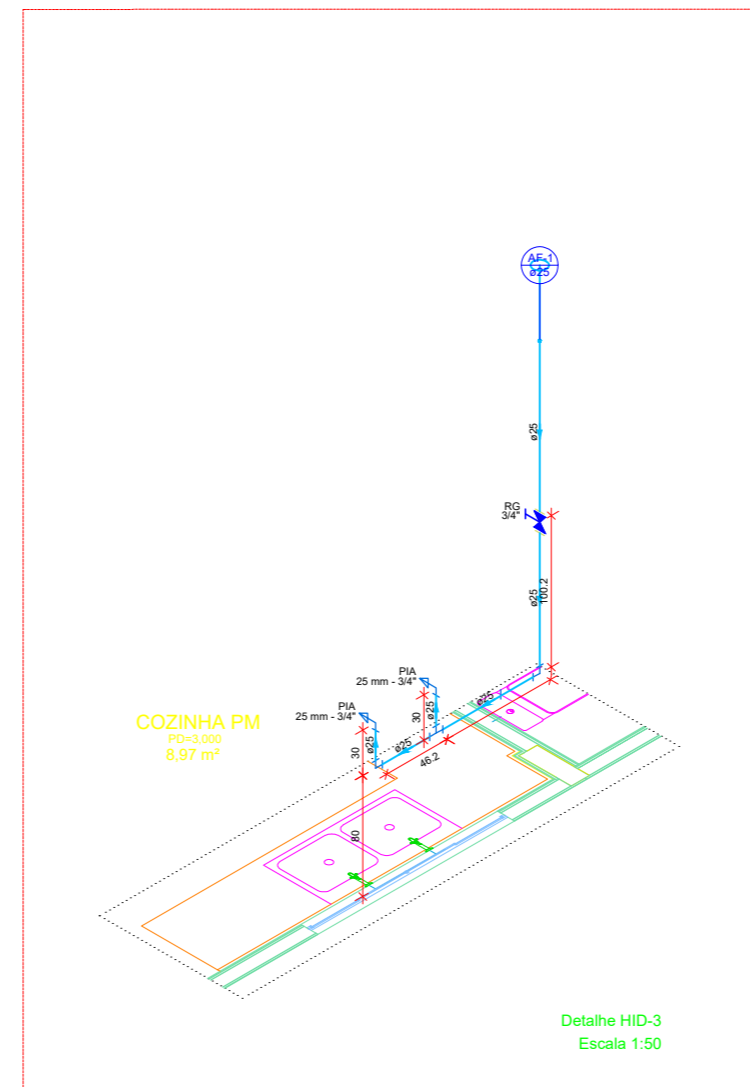 AF-1
ø25
ø25
RG
3/4"
ø25
100.2
PIA
25 mm - 3/4"
ø25
30
ø25
PIA
25 mm - 3/4"
ø25
46.2
30
ø25
COZINHA PM
PD=3,000
8,97 m²
80
Detalhe HID-3
Escala 1:50